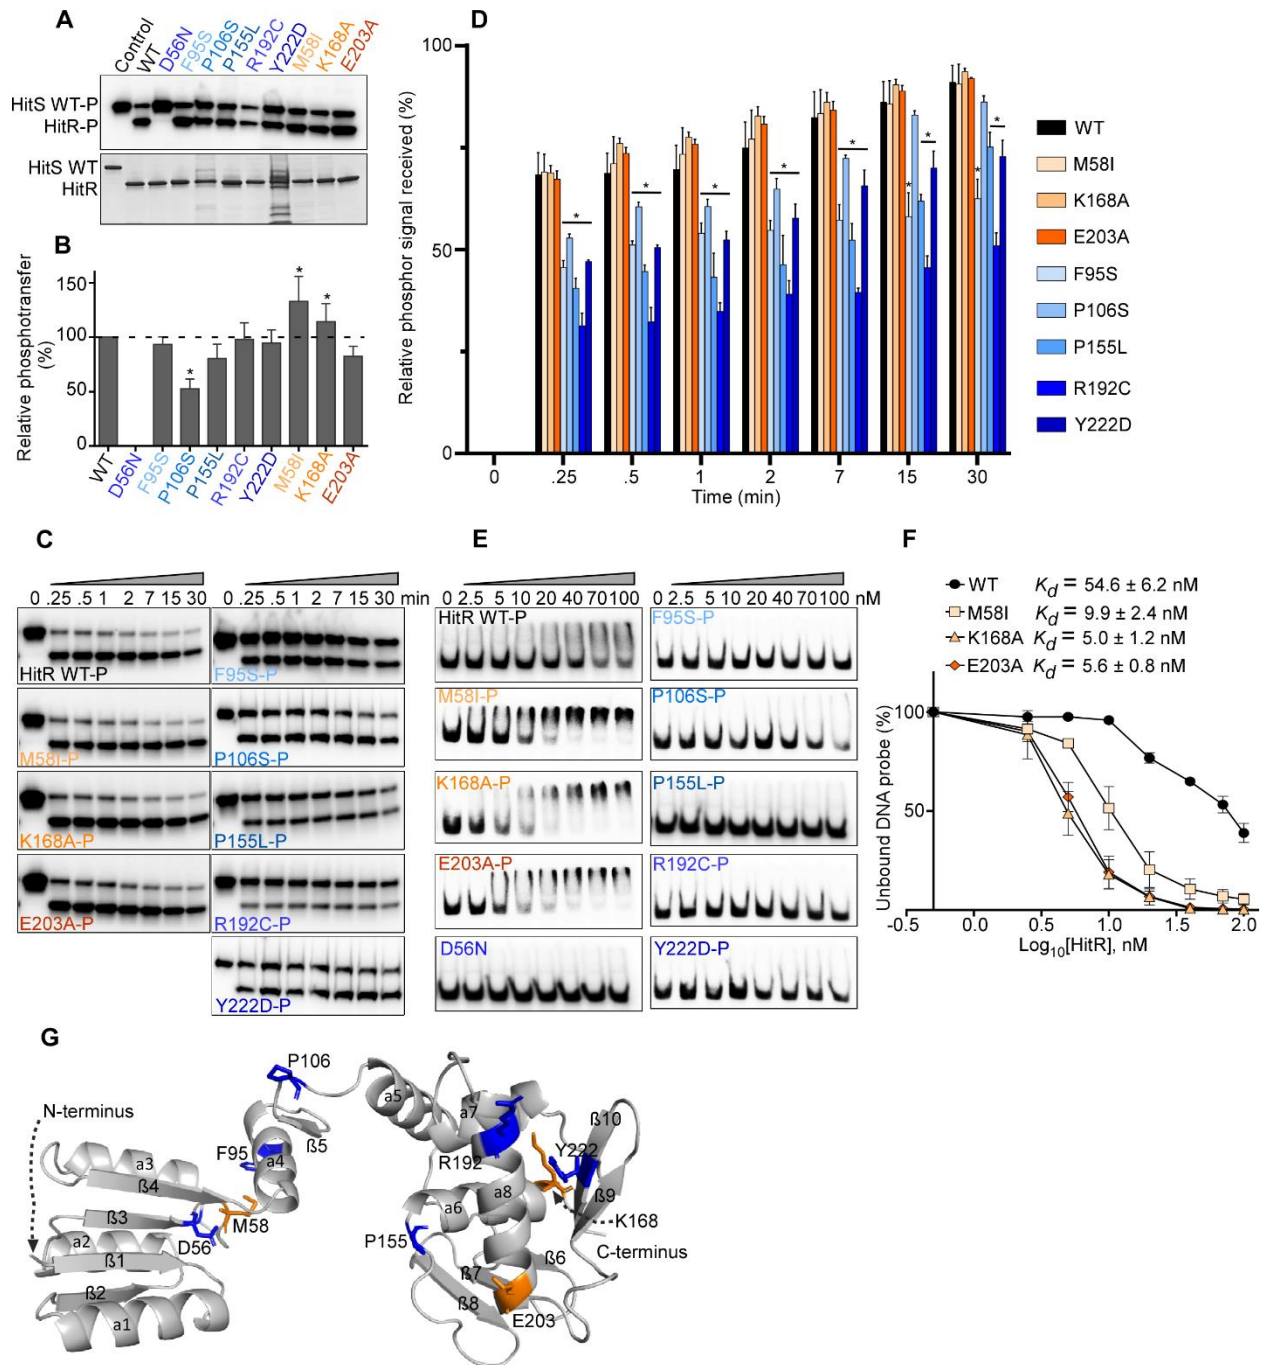 A
Control
WT
D56N
F95S
P106S
P155L
R192C
Y222D
M58I
K168A
E203A
HitS WT-P
HitR-P
HitS WT
HitR
B
Relative phosphotransfer
(%)
150
100
50
0
*
*
*
WT
D56N
F95S
P106S
P155L
R192C
Y222D
M58I
K168A
E203A
D
Relative phosphor signal received (%)
100
50
0
* * * * * * * * *
0 .25 .5 1 2 7 15 30
Time (min)
WT
M58I
K168A
E203A
F95S
P106S
P155L
R192C
Y222D
C
0 .25 .5 1 2 7 15 30 0 .25 .5 1 2 7 15 30 min
HitR WT-P
F95S-P
M58I-P
P106S-P
K168A-P
P155L-P
E203A-P
R192C-P
Y222D-P
E
0 2.5 5 10 20 40 70 100 0 2.5 5 10 20 40 70 100 nM
HitR WT-P
F95S-P
M58I-P
P106S-P
K168A-P
P155L-P
E203A-P
R192C-P
D56N
Y222D-P
F
WT Kd = 54.6 ± 6.2 nM
M58I Kd = 9.9 ± 2.4 nM
K168A Kd = 5.0 ± 1.2 nM
E203A Kd = 5.6 ± 0.8 nM
Unbound DNA probe (%)
100
50
-0.5 0.0 0.5 1.0 1.5 2.0
Log10[HitR], nM
G
N-terminus
P106
a5
a7
ß10
a3
F95
a4
ß5
R192
Y222
ß4
a8
ß9
ß3
M58
a6
K168
a2
D56
P155
C-terminus
ß1
ß6
ß2
ß7
a1
ß8
E203